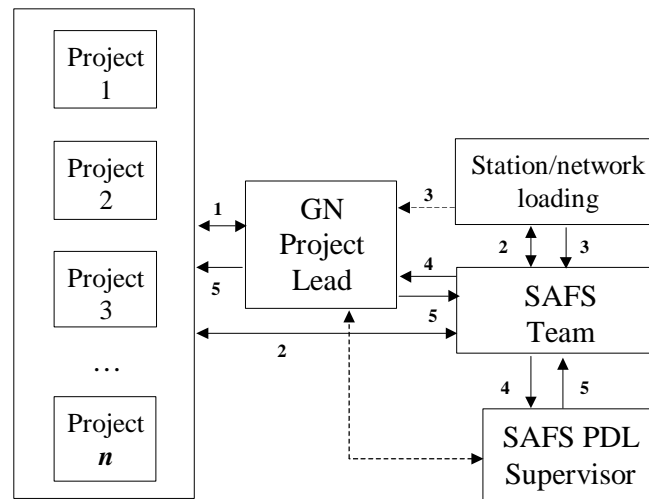 Project
1
Project
2
Project
3
…
Project
n
1
5
2
GN
Project
Lead
3
4
5
Station/network
loading
2
3
SAFS
Team
4
5
SAFS PDL
Supervisor